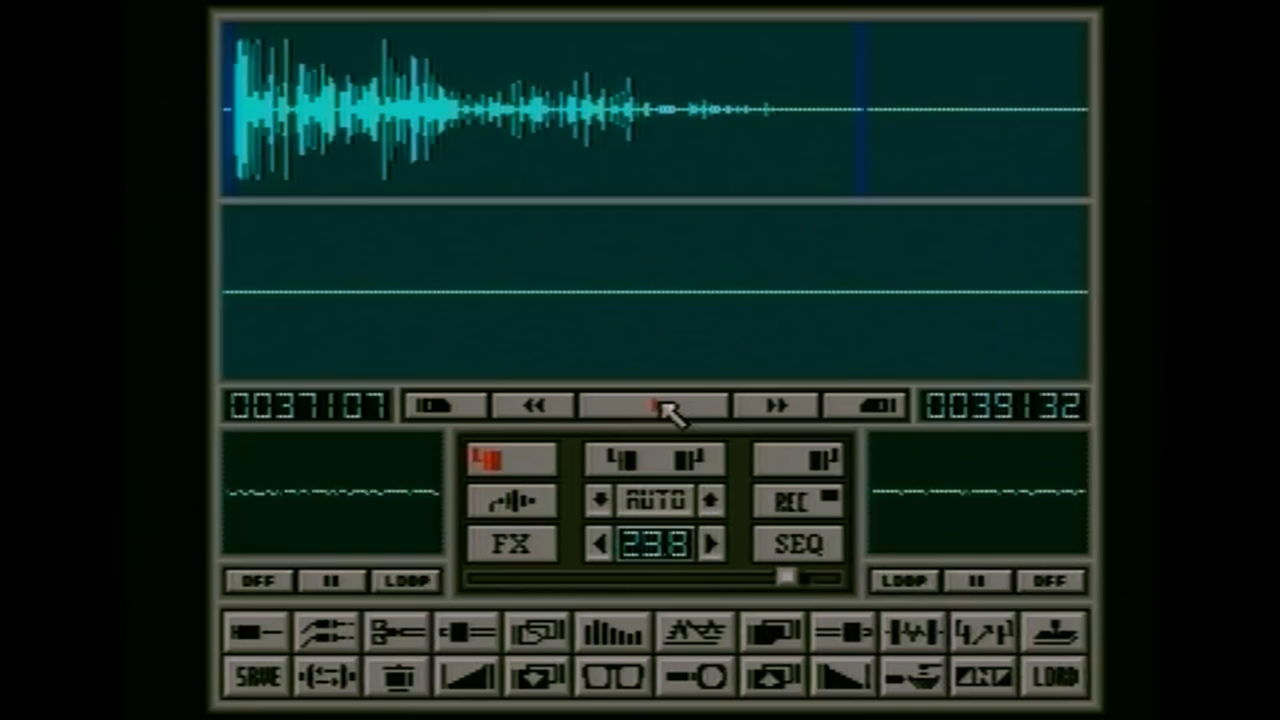 0037107 0039132
AUTO REC
FX 23.8 SEQ
OFF LOOP LOOP OFF
SAVE LOAD